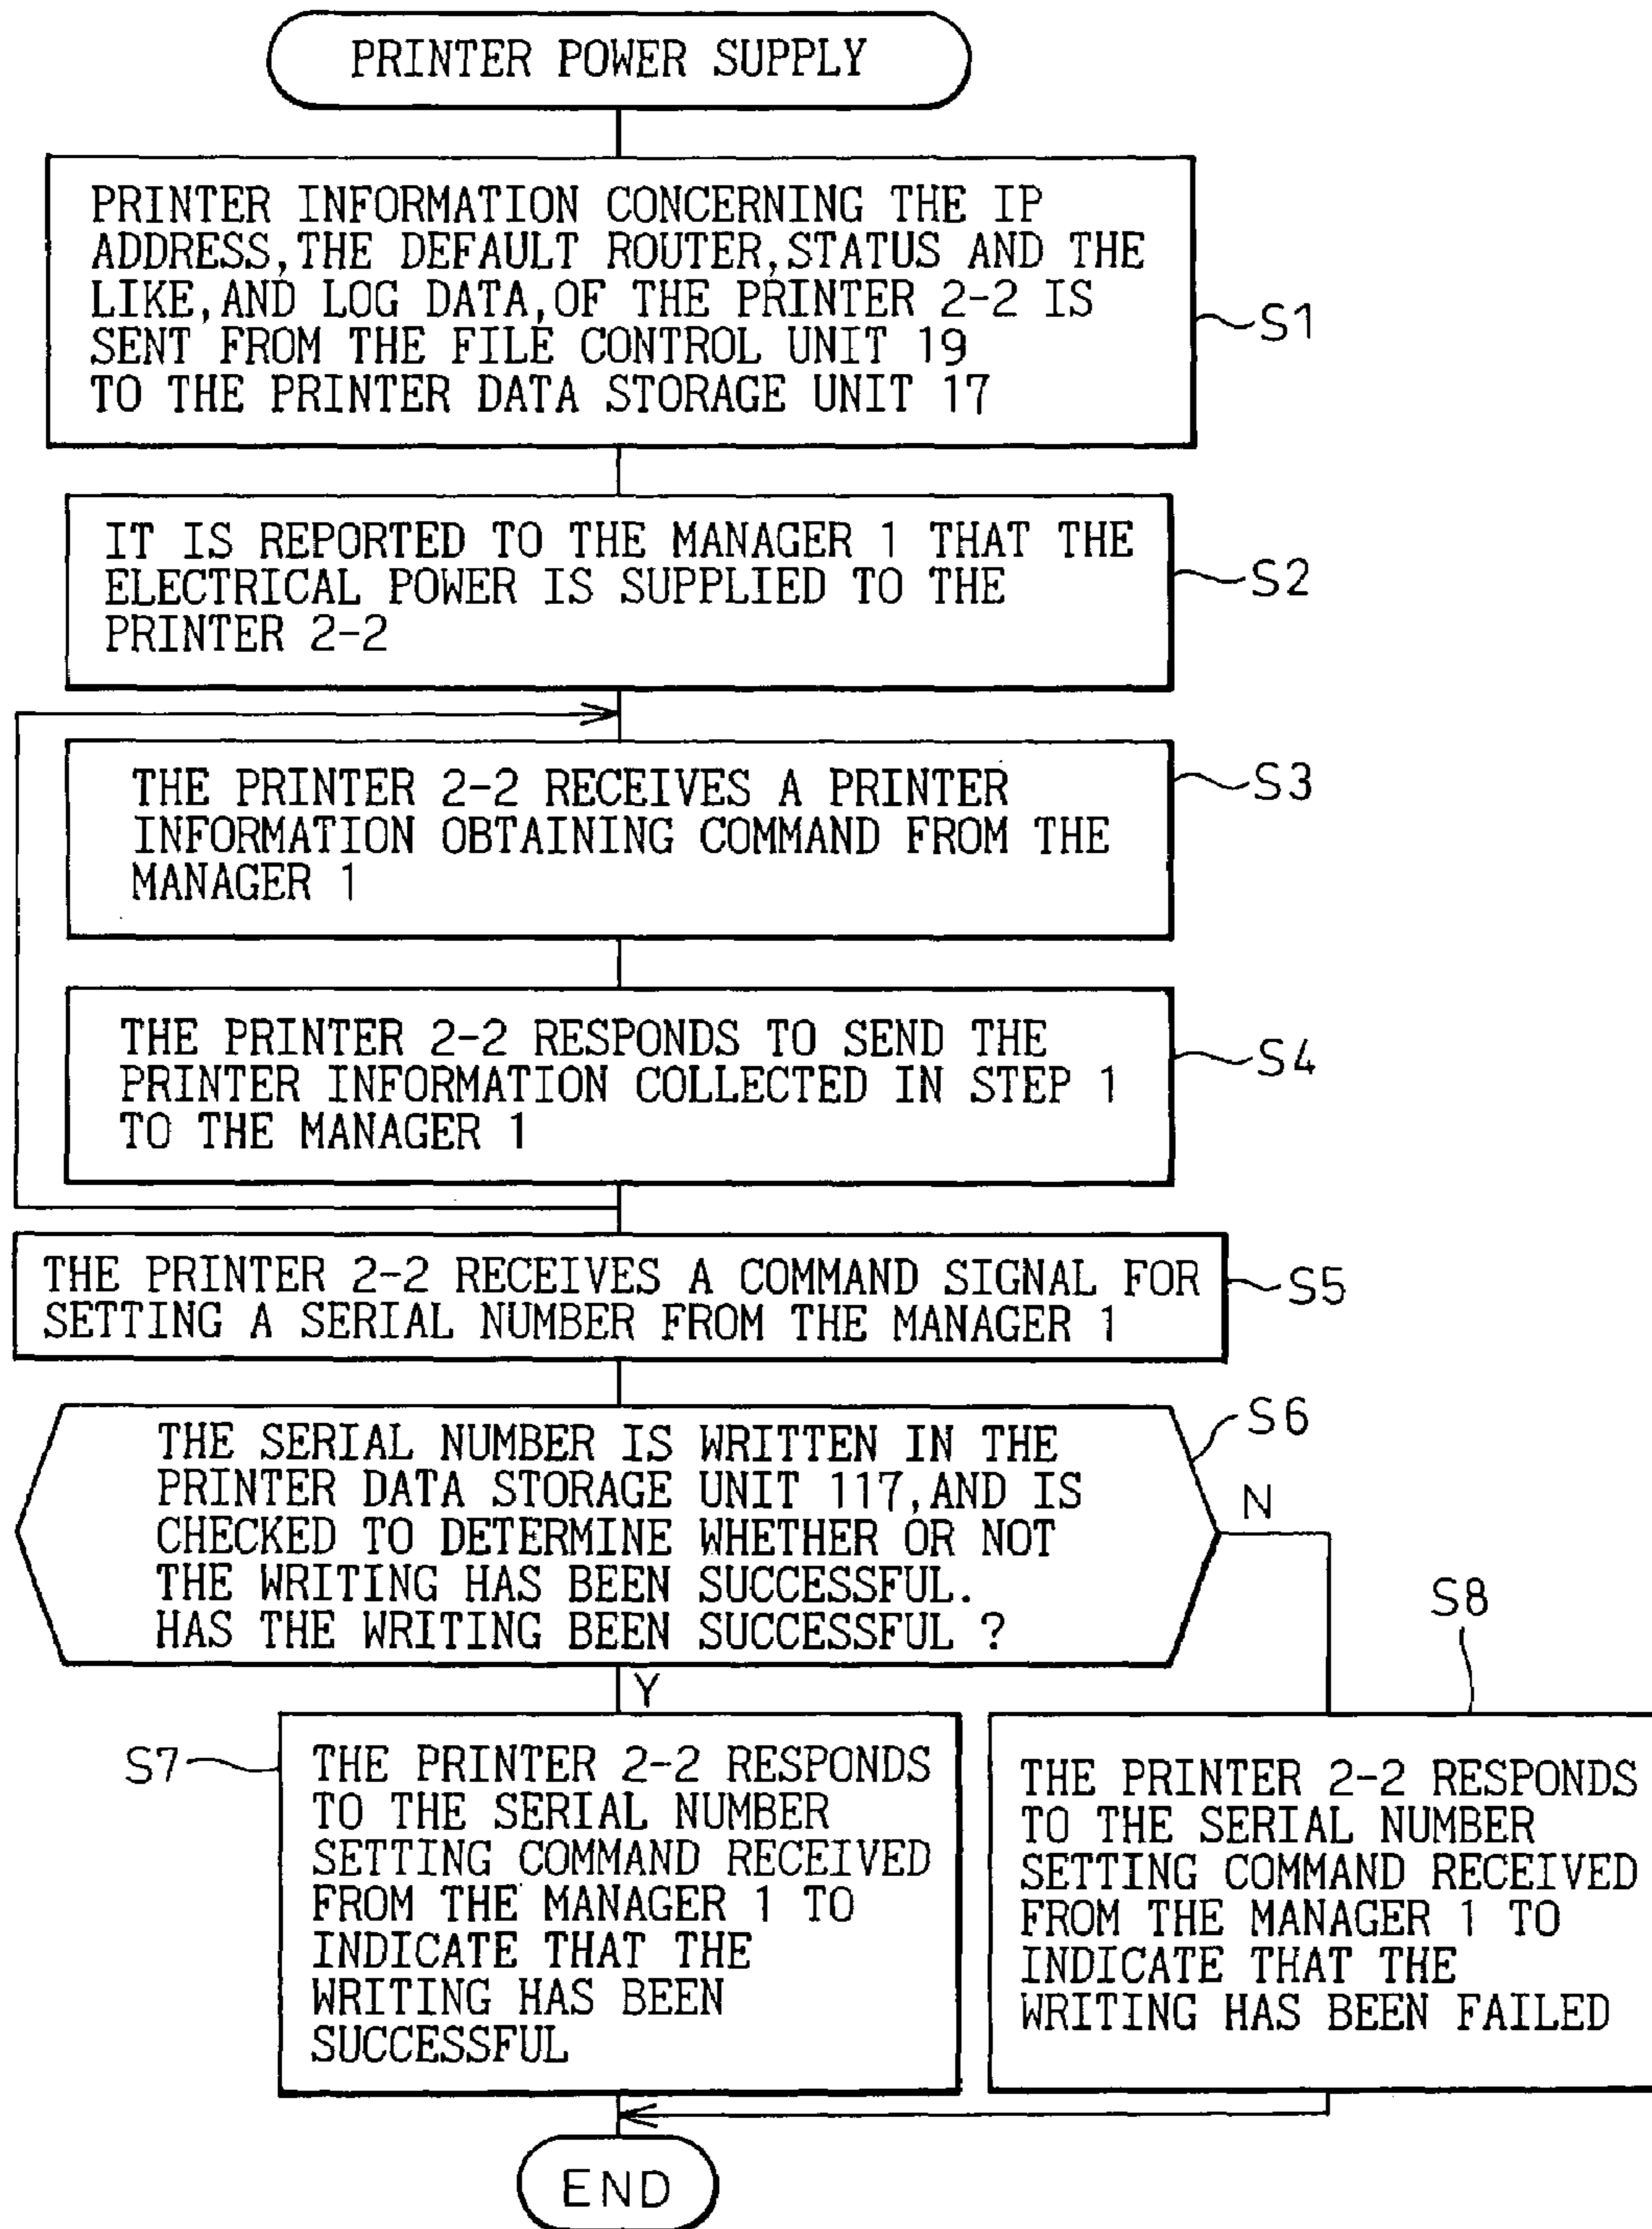 PRINTER POWER SUPPLY
PRINTER INFORMATION CONCERNING THE IP
ADDRESS,THE DEFAULT ROUTER,STATUS AND THE
LIKE,AND LOG DATA,OF THE PRINTER 2-2 IS
SENT FROM THE FILE CONTROL UNIT 19
TO THE PRINTER DATA STORAGE UNIT 17
S1
IT IS REPORTED TO THE MANAGER 1 THAT THE
ELECTRICAL POWER IS SUPPLIED TO THE
PRINTER 2-2
S2
THE PRINTER 2-2 RECEIVES A PRINTER
INFORMATION OBTAINING COMMAND FROM THE
MANAGER 1
S3
THE PRINTER 2-2 RESPONDS TO SEND THE
PRINTER INFORMATION COLLECTED IN STEP 1
TO THE MANAGER 1
S4
THE PRINTER 2-2 RECEIVES A COMMAND SIGNAL FOR
SETTING A SERIAL NUMBER FROM THE MANAGER 1
S5
THE SERIAL NUMBER IS WRITTEN IN THE
PRINTER DATA STORAGE UNIT 117,AND IS
CHECKED TO DETERMINE WHETHER OR NOT
THE WRITING HAS BEEN SUCCESSFUL.
HAS THE WRITING BEEN SUCCESSFUL ?
S6
N
Y
S7
THE PRINTER 2-2 RESPONDS
TO THE SERIAL NUMBER
SETTING COMMAND RECEIVED
FROM THE MANAGER 1 TO
INDICATE THAT THE
WRITING HAS BEEN
SUCCESSFUL
S8
THE PRINTER 2-2 RESPONDS
TO THE SERIAL NUMBER
SETTING COMMAND RECEIVED
FROM THE MANAGER 1 TO
INDICATE THAT THE
WRITING HAS BEEN FAILED
END